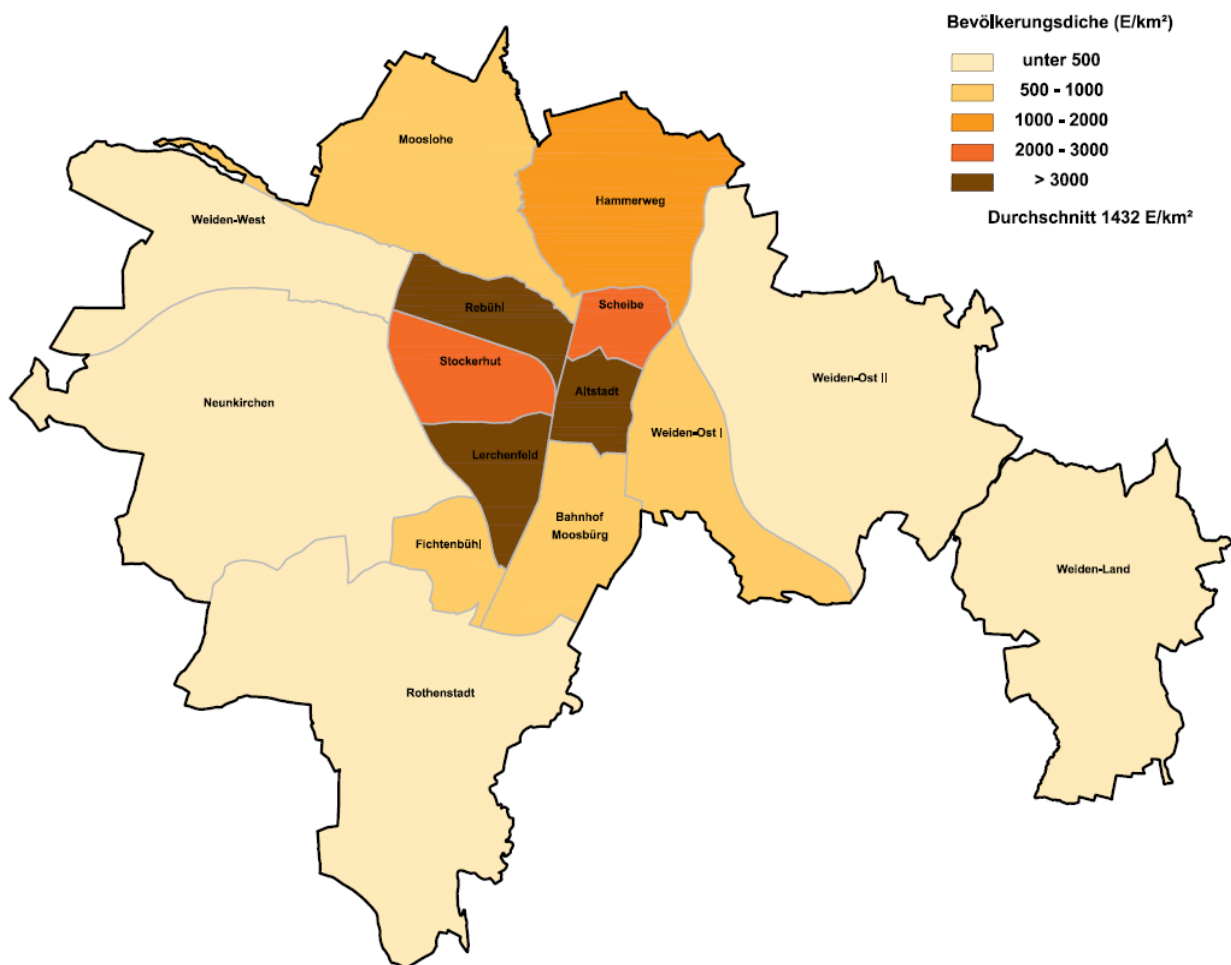 Bevölkerungsdiche (E/km²)
unter 500
500 - 1000
1000 - 2000
2000 - 3000
> 3000
Durchschnitt 1432 E/km²
Mooslohe
Hammerweg
Weiden-West
Rebühl
Scheibe
Stockerhut
Altstadt
Weiden-Ost II
Neunkirchen
Weiden-Ost I
Lerchenfeld
Bahnhof
Moosbürg
Fichtenbühl
Weiden-Land
Rothenstadt